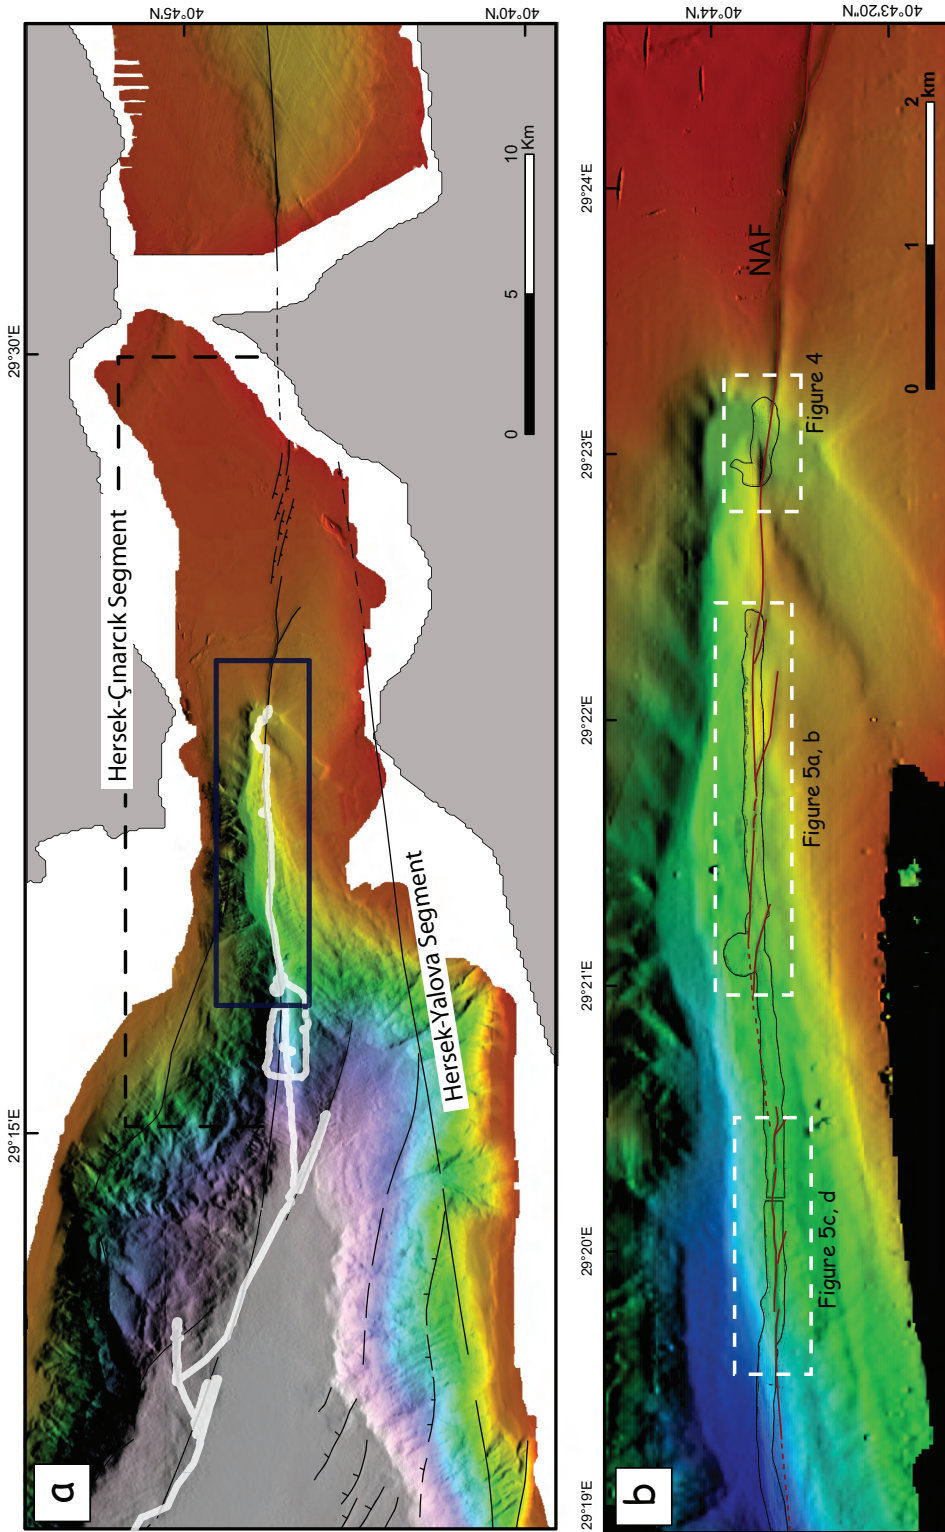 a
29°15'E
29°30'E
40°45'N
40°40'N
Hersek-Çınarcık Segment
Hersek-Yalova Segment
0
5
10
Km
b
29°19'E
29°20'E
29°21'E
29°22'E
29°23'E
29°24'E
40°44'N
40°43'20"N
NAF
Figure 5c, d
Figure 5a, b
Figure 4
0
1
2
km